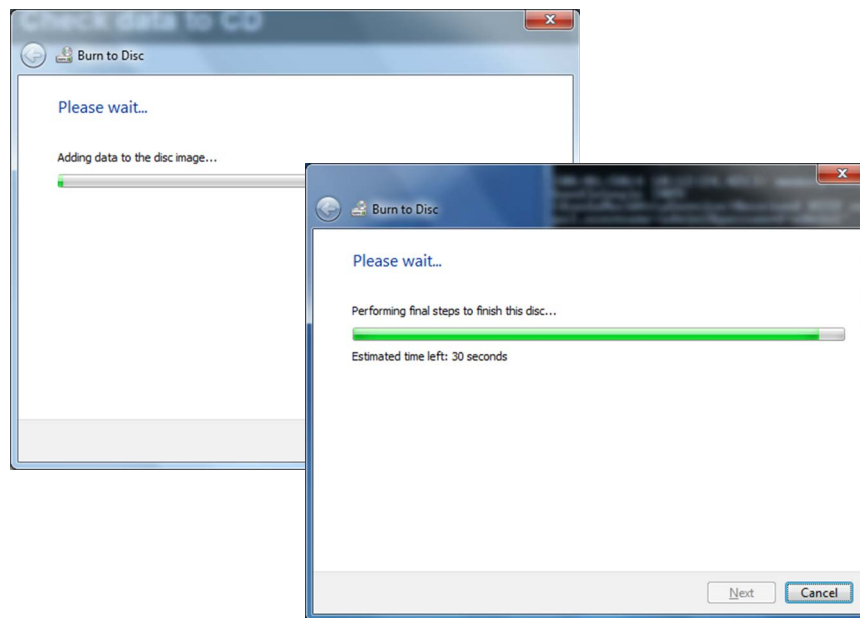 Check data to CD
Burn to Disc
Please wait...
Adding data to the disc image...
Burn to Disc
Please wait...
Performing final steps to finish this disc...
Estimated time left: 30 seconds
Next
Cancel